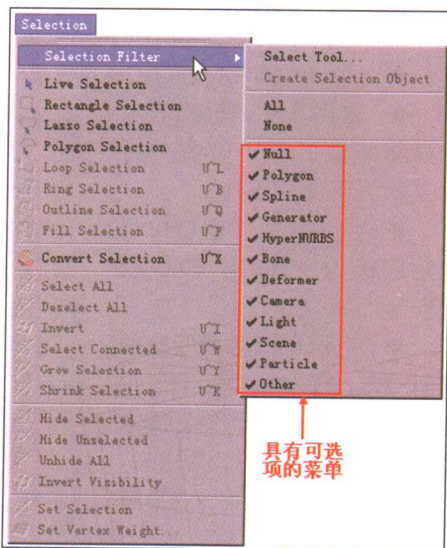 Selection
Selection Filter
Live Selection
Rectangle Selection
Lasso Selection
Polygon Selection
Loop Selection U~L
Ring Selection U~B
Outline Selection U~Q
Fill Selection U~F
Convert Selection U~X
Select All
Deselect All
Invert U~I
Select Connected U~W
Grow Selection U~Y
Shrink Selection U~K
Hide Selected
Hide Unselected
Unhide All
Invert Visibility
Set Selection
Set Vertex Weight...
Select Tool...
Create Selection Object
All
None
Null
Polygon
Spline
Generator
HyperNURBS
Bone
Deformer
Camera
Light
Scene
Particle
Other
具有可选
项的菜单